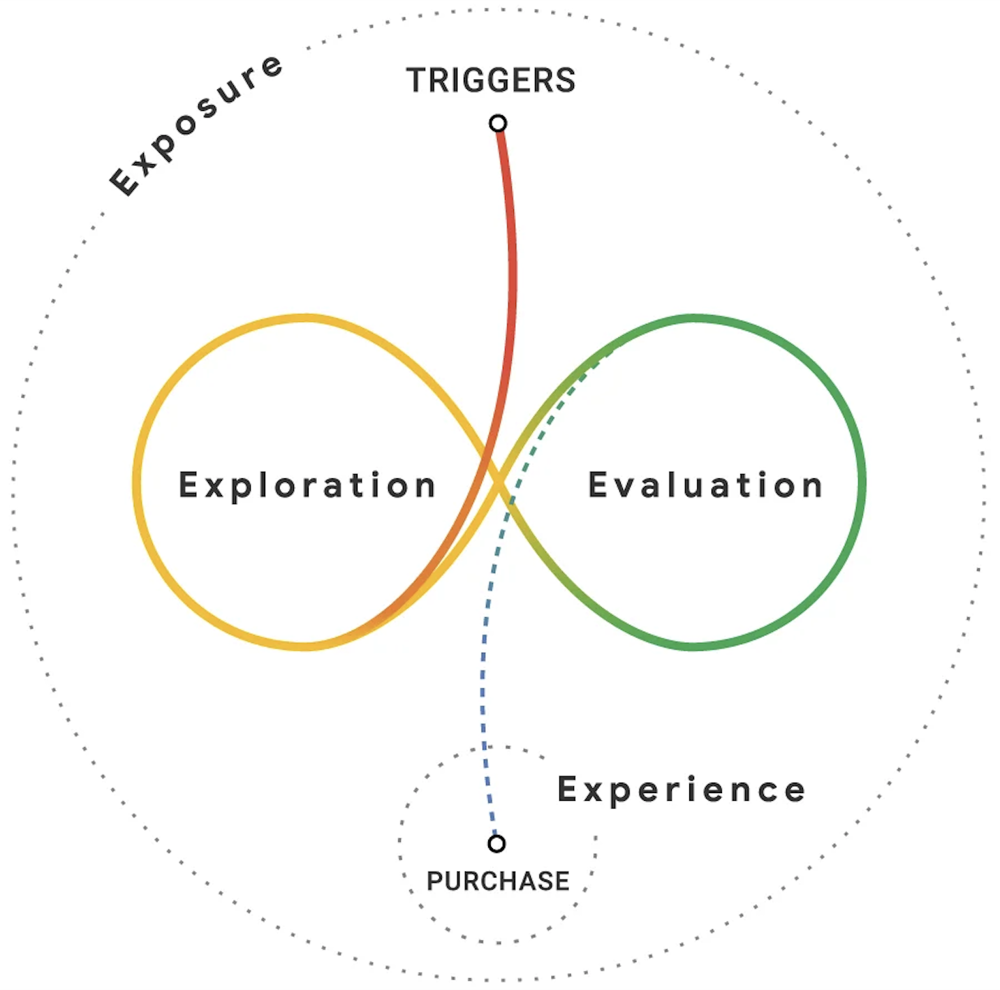 Exposure
TRIGGERS
Exploration
Evaluation
Experience
PURCHASE